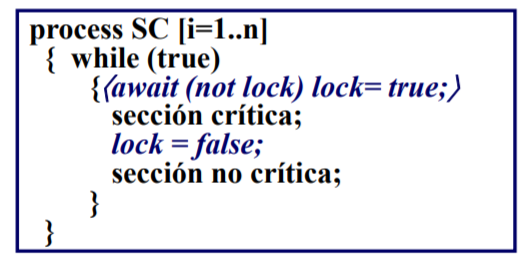 process SC [i=1..n]
{ while (true)
{⟨await (not lock) lock= true;⟩
sección crítica;
lock = false;
sección no crítica;
}
}